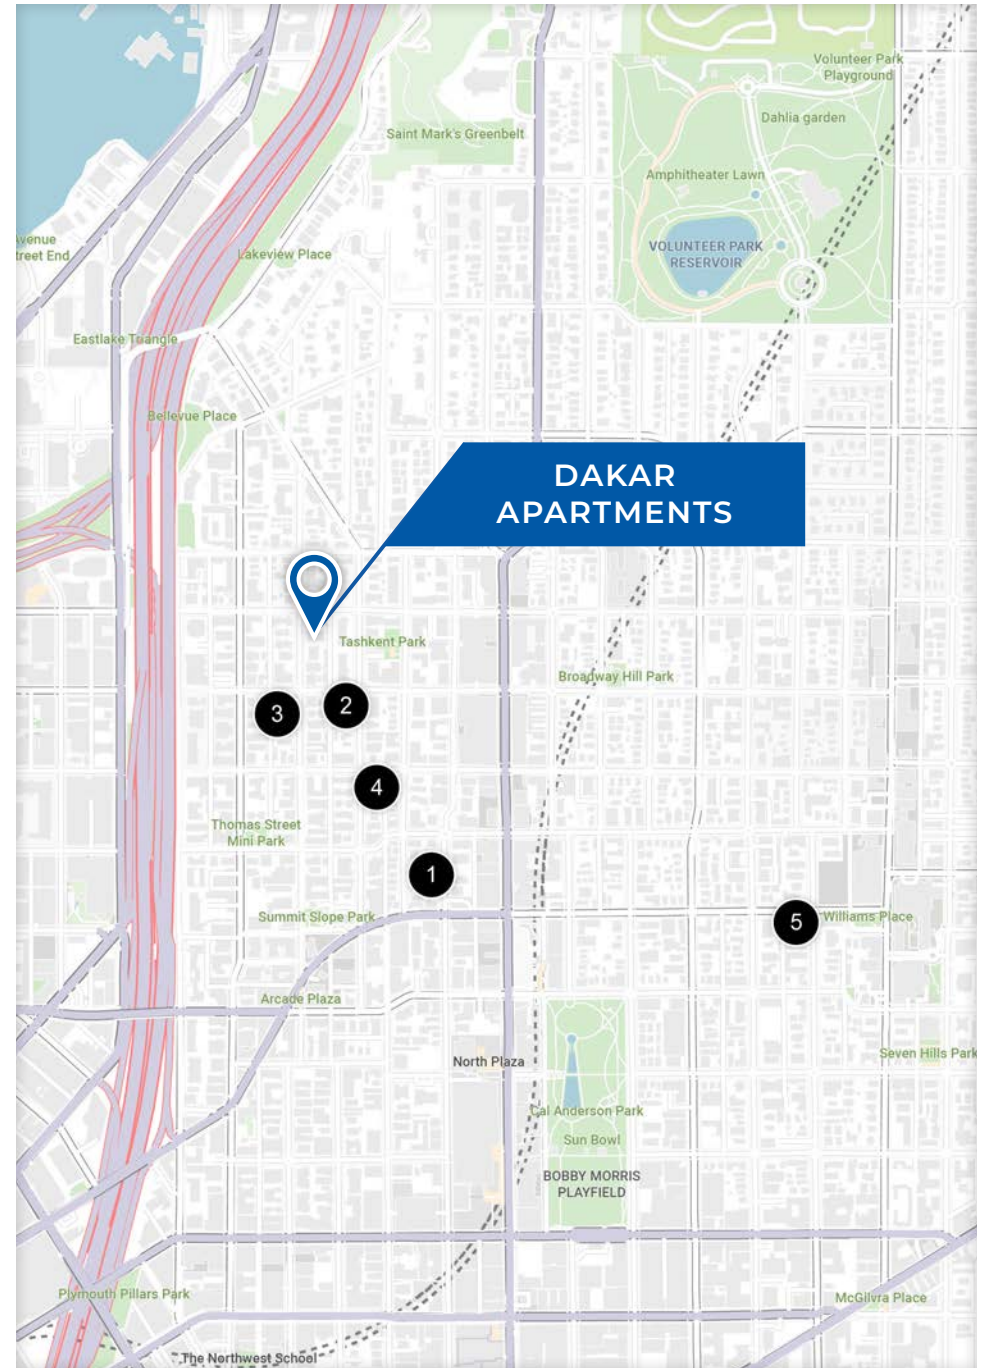 Volunteer Park
Playground
Dahlia garden
Saint Mark's Greenbelt
Amphitheater Lawn
venue
treet End
Lakeview Place
VOLUNTEER PARK
RESERVOIR
Eastlake Triangle
Bellevue Place
DAKAR
APARTMENTS
Tashkent Park
Broadway Hill Park
3
2
4
Thomas Street
Mini Park
1
Summit Slope Park
5
Williams Place
Arcade Plaza
North Plaza
Seven Hills Park
Cal Anderson Park
Sun Bowl
BOBBY MORRIS
PLAYFIELD
Plymouth Pillars Park
McGilvra Place
The Northwest School